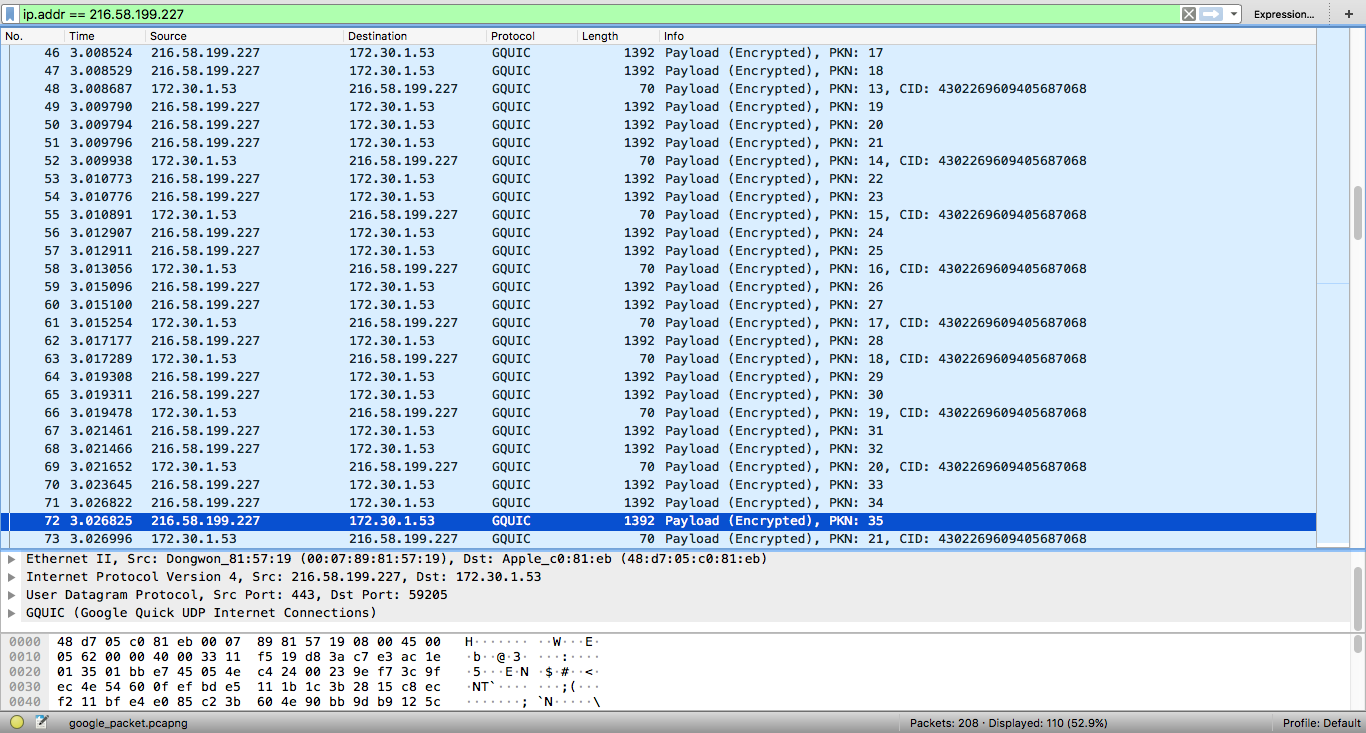 ip.addr == 216.58.199.227 Expression... +
No. Time Source Destination Protocol Length Info
46 3.008524 216.58.199.227 172.30.1.53 GQUIC 1392 Payload (Encrypted), PKN: 17
47 3.008529 216.58.199.227 172.30.1.53 GQUIC 1392 Payload (Encrypted), PKN: 18
48 3.008687 172.30.1.53 216.58.199.227 GQUIC 70 Payload (Encrypted), PKN: 13, CID: 4302269609405687068
49 3.009790 216.58.199.227 172.30.1.53 GQUIC 1392 Payload (Encrypted), PKN: 19
50 3.009794 216.58.199.227 172.30.1.53 GQUIC 1392 Payload (Encrypted), PKN: 20
51 3.009796 216.58.199.227 172.30.1.53 GQUIC 1392 Payload (Encrypted), PKN: 21
52 3.009938 172.30.1.53 216.58.199.227 GQUIC 70 Payload (Encrypted), PKN: 14, CID: 4302269609405687068
53 3.010773 216.58.199.227 172.30.1.53 GQUIC 1392 Payload (Encrypted), PKN: 22
54 3.010776 216.58.199.227 172.30.1.53 GQUIC 1392 Payload (Encrypted), PKN: 23
55 3.010891 172.30.1.53 216.58.199.227 GQUIC 70 Payload (Encrypted), PKN: 15, CID: 4302269609405687068
56 3.012907 216.58.199.227 172.30.1.53 GQUIC 1392 Payload (Encrypted), PKN: 24
57 3.012911 216.58.199.227 172.30.1.53 GQUIC 1392 Payload (Encrypted), PKN: 25
58 3.013056 172.30.1.53 216.58.199.227 GQUIC 70 Payload (Encrypted), PKN: 16, CID: 4302269609405687068
59 3.015096 216.58.199.227 172.30.1.53 GQUIC 1392 Payload (Encrypted), PKN: 26
60 3.015100 216.58.199.227 172.30.1.53 GQUIC 1392 Payload (Encrypted), PKN: 27
61 3.015254 172.30.1.53 216.58.199.227 GQUIC 70 Payload (Encrypted), PKN: 17, CID: 4302269609405687068
62 3.017177 216.58.199.227 172.30.1.53 GQUIC 1392 Payload (Encrypted), PKN: 28
63 3.017289 172.30.1.53 216.58.199.227 GQUIC 70 Payload (Encrypted), PKN: 18, CID: 4302269609405687068
64 3.019308 216.58.199.227 172.30.1.53 GQUIC 1392 Payload (Encrypted), PKN: 29
65 3.019311 216.58.199.227 172.30.1.53 GQUIC 1392 Payload (Encrypted), PKN: 30
66 3.019478 172.30.1.53 216.58.199.227 GQUIC 70 Payload (Encrypted), PKN: 19, CID: 4302269609405687068
67 3.021461 216.58.199.227 172.30.1.53 GQUIC 1392 Payload (Encrypted), PKN: 31
68 3.021466 216.58.199.227 172.30.1.53 GQUIC 1392 Payload (Encrypted), PKN: 32
69 3.021652 172.30.1.53 216.58.199.227 GQUIC 70 Payload (Encrypted), PKN: 20, CID: 4302269609405687068
70 3.023645 216.58.199.227 172.30.1.53 GQUIC 1392 Payload (Encrypted), PKN: 33
71 3.026822 216.58.199.227 172.30.1.53 GQUIC 1392 Payload (Encrypted), PKN: 34
72 3.026825 216.58.199.227 172.30.1.53 GQUIC 1392 Payload (Encrypted), PKN: 35
73 3.026996 172.30.1.53 216.58.199.227 GQUIC 70 Payload (Encrypted), PKN: 21, CID: 4302269609405687068
Ethernet II, Src: Dongwon_81:57:19 (00:07:89:81:57:19), Dst: Apple_c0:81:eb (48:d7:05:c0:81:eb)
Internet Protocol Version 4, Src: 216.58.199.227, Dst: 172.30.1.53
User Datagram Protocol, Src Port: 443, Dst Port: 59205
GQUIC (Google Quick UDP Internet Connections)
0000 48 d7 05 c0 81 eb 00 07 89 81 57 19 08 00 45 00 H······· ··W···E·
0010 05 62 00 00 40 00 33 11 f5 19 d8 3a c7 e3 ac 1e ·b··@·3· ···:····
0020 01 35 01 bb e7 45 05 4e c4 24 00 23 9e f7 3c 9f ·5···E·N ·$·#··<·
0030 ec 4e 54 60 0f ef bd e5 11 1b 1c 3b 28 15 c8 ec ·NT`···· ···;(···
0040 f2 11 bf e4 e0 85 c2 3b 60 4e 90 bb 9d b9 12 5c ·······; `N·····\
google_packet.pcapng Packets: 208 · Displayed: 110 (52.9%) Profile: Default